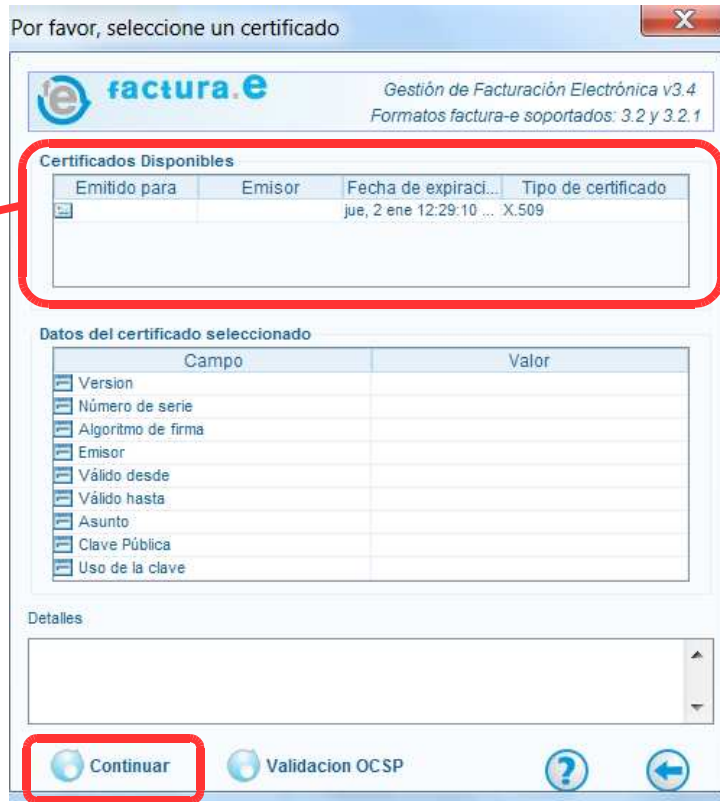 Por favor, seleccione un certificado
X
e factura.e
Gestión de Facturación Electrónica v3.4
Formatos factura-e soportados: 3.2 y 3.2.1
Certificados Disponibles
Emitido para Emisor Fecha de expiraci... Tipo de certificado
jue, 2 ene 12:29:10 ... X.509
Datos del certificado seleccionado
Campo Valor
Version
Número de serie
Algoritmo de firma
Emisor
Válido desde
Válido hasta
Asunto
Clave Pública
Uso de la clave
Detalles
Continuar Validacion OCSP ?